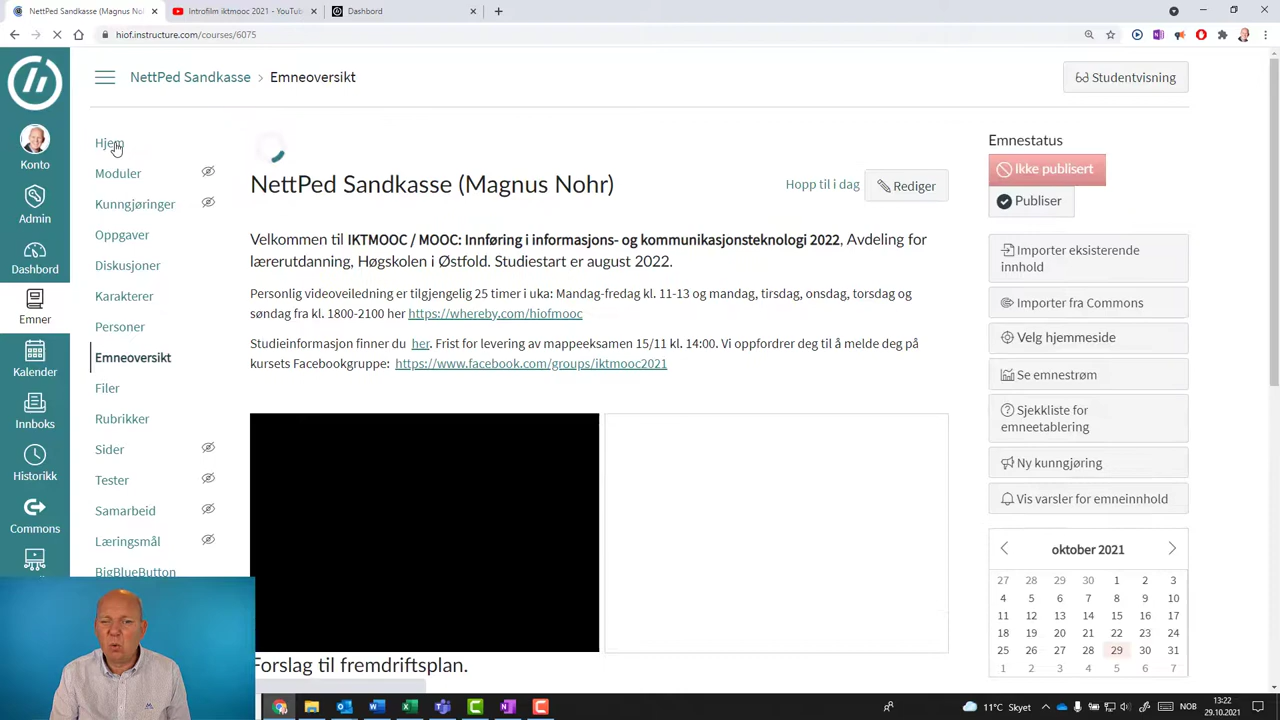 NettPed Sandkasse (Magnus No
Introfilm iktmooc 2021 - YouTub
Dashbord
hiof.instructure.com/courses/6075
NettPed Sandkasse > Emneoversikt
Studentvisning
Konto
Admin
Dashbord
Emner
Kalender
Innboks
Historikk
Commons
Hjem
Moduler
Kunngjøringer
Oppgaver
Diskusjoner
Karakterer
Personer
Emneoversikt
Filer
Rubrikker
Sider
Tester
Samarbeid
Læringsmål
BigBlueButton
NettPed Sandkasse (Magnus Nohr)
Hopp til i dag
Rediger
Velkommen til IKTMOOC / MOOC: Innføring i informasjons- og kommunikasjonsteknologi 2022, Avdeling for
lærerutdanning, Høgskolen i Østfold. Studiestart er august 2022.
Personlig videoveiledning er tilgjengelig 25 timer i uka: Mandag-fredag kl. 11-13 og mandag, tirsdag, onsdag, torsdag og
søndag fra kl. 1800-2100 her https://whereby.com/hiofmooc
Studieinformasjon finner du her. Frist for levering av mappeeksamen 15/11 kl. 14:00. Vi oppfordrer deg til å melde deg på
kursets Facebookgruppe: https://www.facebook.com/groups/iktmooc2021
Forslag til fremdriftsplan.
Emnestatus
Ikke publisert
Publiser
Importer eksisterende
innhold
Importer fra Commons
Velg hjemmeside
Se emnestrøm
Sjekkliste for
emneetablering
Ny kunngjøring
Vis varsler for emneinnhold
oktober 2021
27 28 29 30 1 2 3
4 5 6 7 8 9 10
11 12 13 14 15 16 17
18 19 20 21 22 23 24
25 26 27 28 29 30 31
1 2 3 4 5 6 7
11°C Skyet
NOB
13:22
29.10.2021